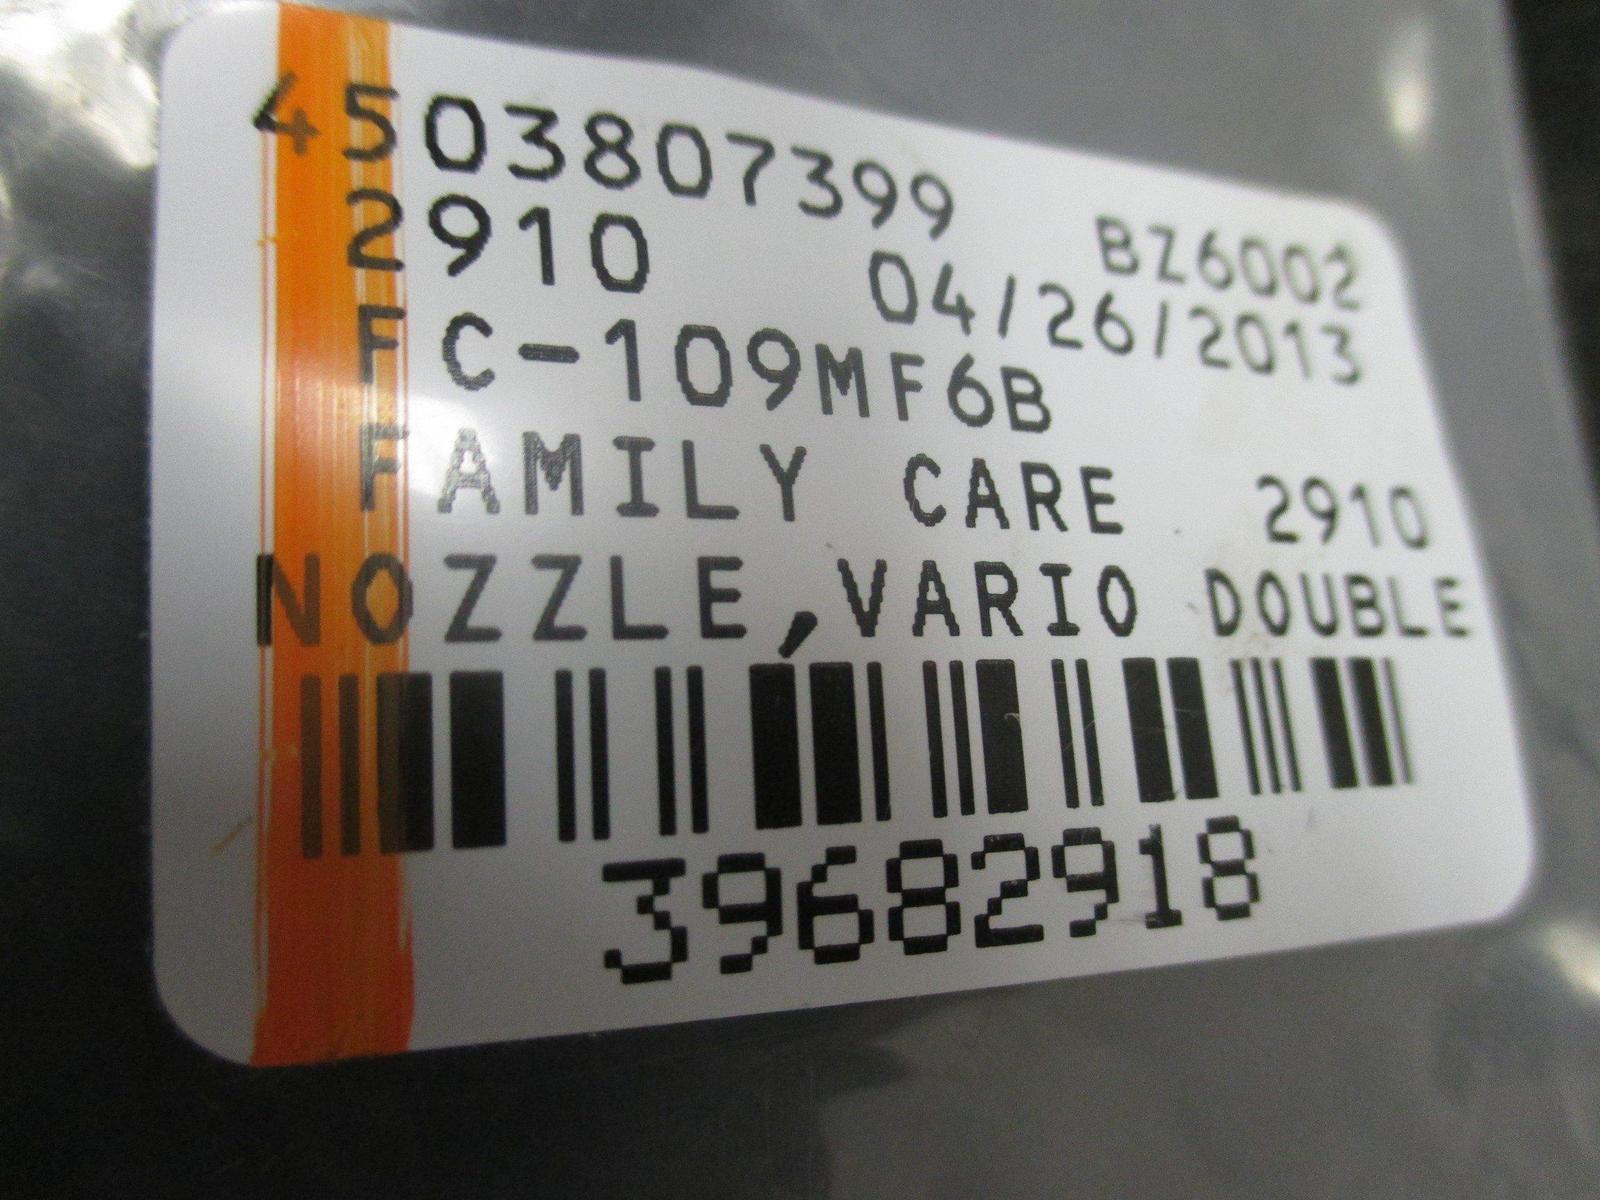 4503807399 BZ6002
2910 04/26/2013
FC-109MF6B
FAMILY CARE 2910
NOZZLE,VARIO DOUBLE
39682918